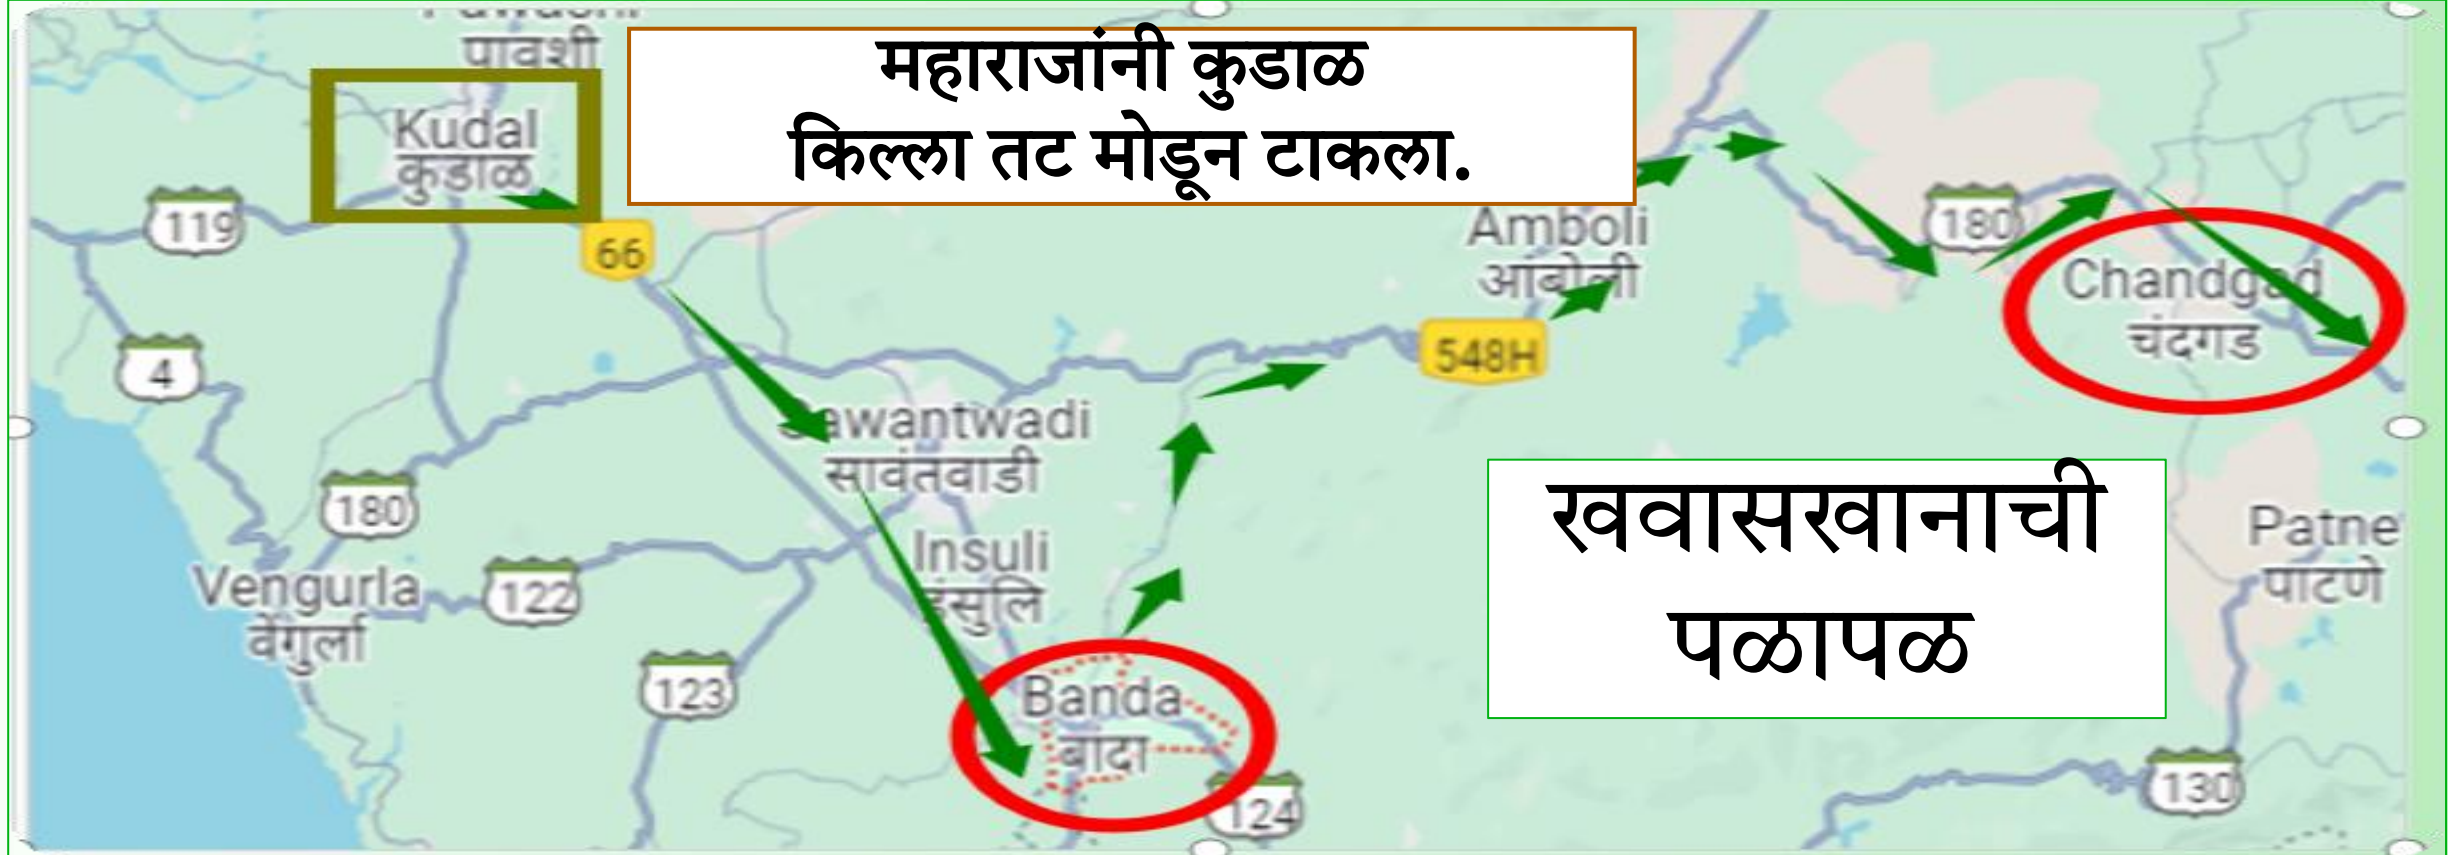 पावशी
महाराजांनी कुडाळ
किल्ला तट मोडून टाकला.
Kudal
कुडाळ
119
66
180
Amboli
आंबोली
Chandgad
चंदगड
548H
4
Sawantwadi
सावंतवाडी
180
खवासखानाची
पळापळ
Insuli
इंसुलि
Patne
पाटणे
Vengurla
वेंगुर्ला
122
123
Banda
बांदा
124
130